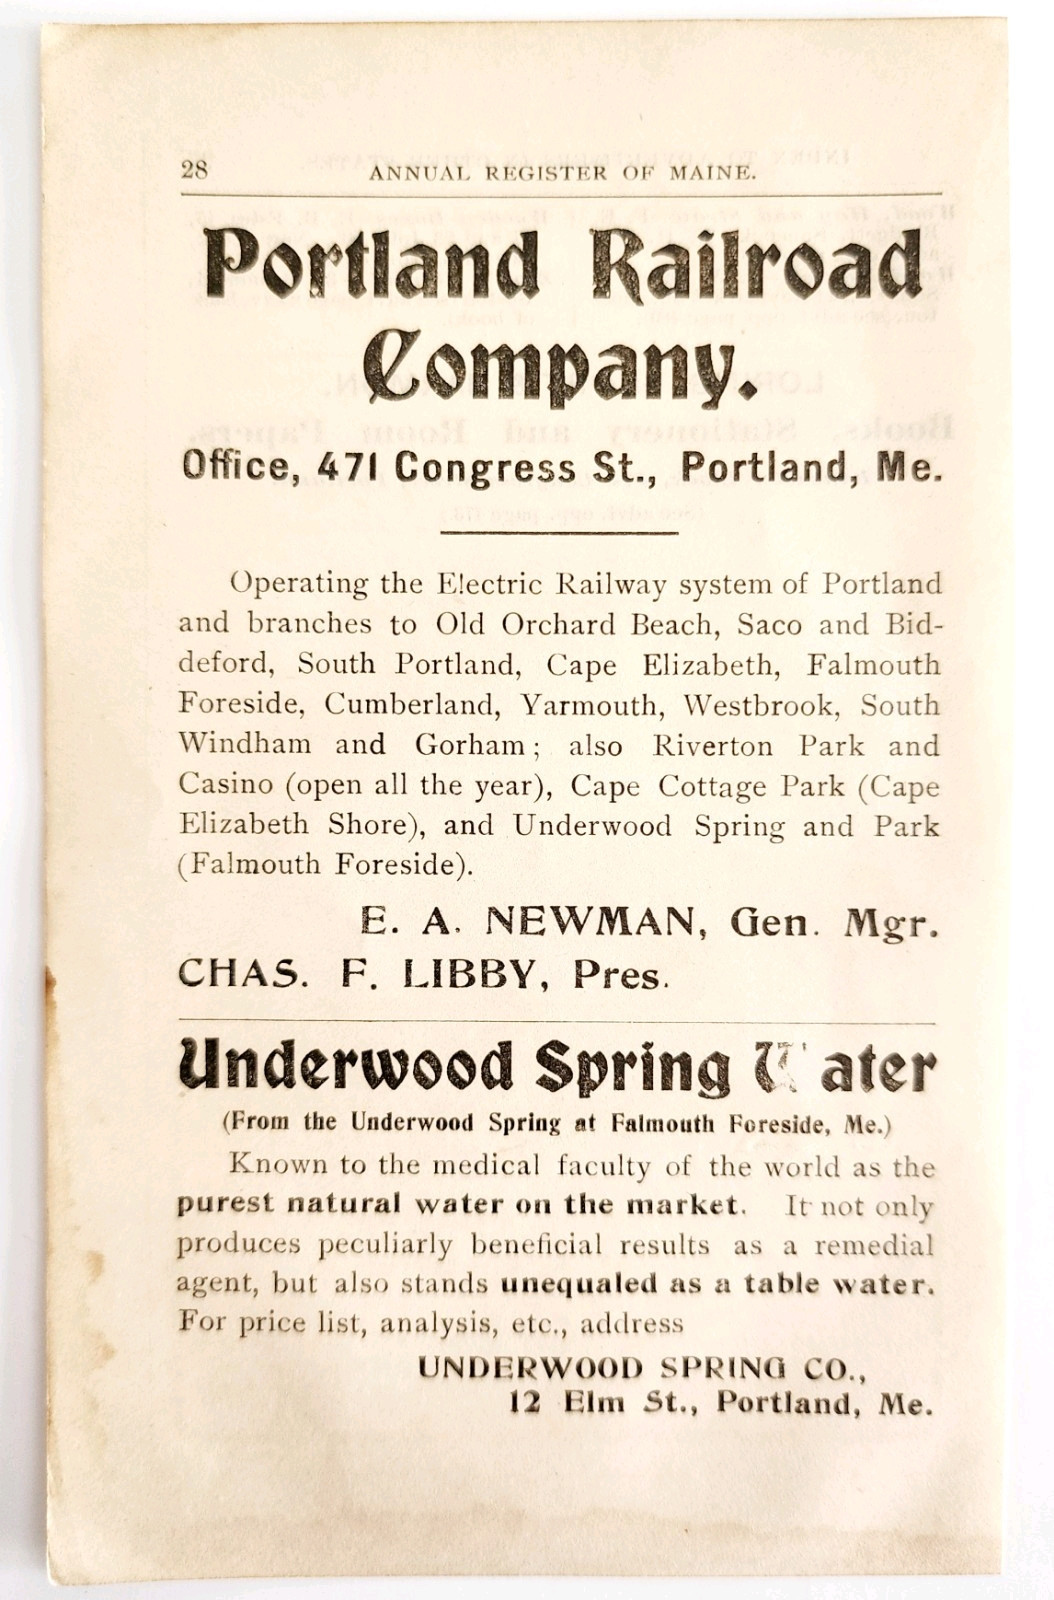 28
ANNUAL REGISTER OF MAINE.
Portland Railroad
Company.
Office, 471 Congress St., Portland, Me.
Operating the Electric Railway system of Portland
and branches to Old Orchard Beach, Saco and Bid-
deford, South Portland, Cape Elizabeth, Falmouth
Foreside, Cumberland, Yarmouth, Westbrook, South
Windham and Gorham; also Riverton Park and
Casino (open all the year), Cape Cottage Park (Cape
Elizabeth Shore), and Underwood Spring and Park
(Falmouth Foreside).
E. A. NEWMAN, Gen. Mgr.
CHAS. F. LIBBY, Pres.
Underwood Spring Water
(From the Underwood Spring at Falmouth Foreside, Me.)
Known to the medical faculty of the world as the
purest natural water on the market. It not only
produces peculiarly beneficial results as a remedial
agent, but also stands unequaled as a table water.
For price list, analysis, etc., address
UNDERWOOD SPRING CO.,
12 Elm St., Portland, Me.